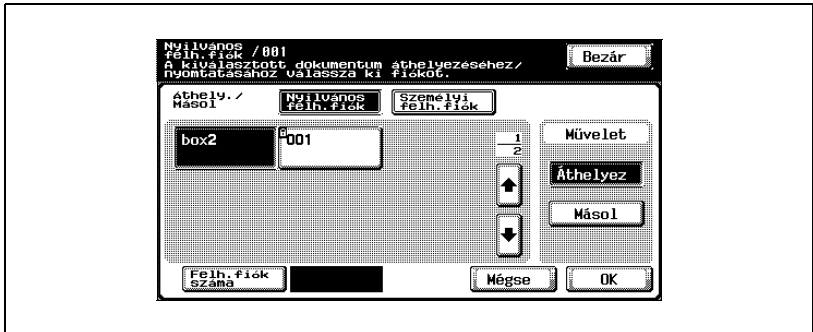 Nyilvános
felh.fiók /001
A kiválasztott dokumentum áthelyezéséhez/
nyomtatásához válassza ki fiókot.
Bezár
áthely./
Másol
Nyilvános
felh.fiók
Személyi
felh.fiók
box2
001
1
2
Művelet
Áthelyez
Másol
Felh.fiók
száma
Mégse
OK